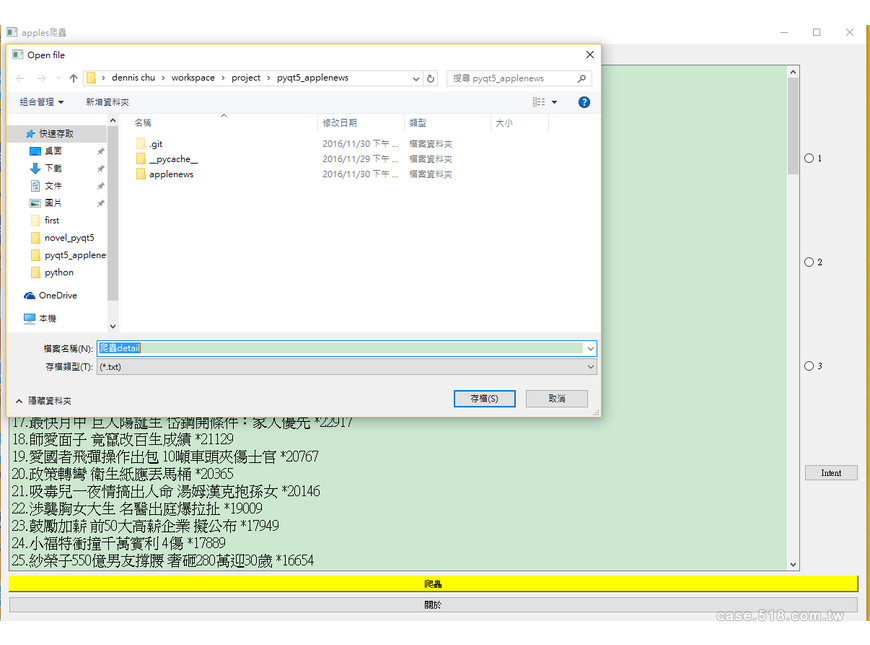 apples爬蟲
Open file
dennis chu > workspace > project > pyqt5_applenews
搜尋 pyqt5_applenews
組合管理 新增資料夾
名稱 修改日期 類型 大小
快速存取
桌面
下載
文件
圖片
first
novel_pyqt5
pyqt5_applene
python
OneDrive
本機
.git 2016/11/30 下午 ... 檔案資料夾
__pycache__ 2016/11/29 下午 ... 檔案資料夾
applenews 2016/11/30 下午 ... 檔案資料夾
檔案名稱(N): 爬蟲detail
存檔類型(T): (*.txt)
隱藏資料夾
存檔(S) 取消
1
2
3
Intent
17.最快月中 巨人陽誕生 岱鋼開條件：家人優先 *22917
18.師愛面子 竟竄改百生成績 *21129
19.愛國者飛彈操作出包 10噸車頭夾傷士官 *20767
20.政策轉彎 衛生紙應丟馬桶 *20365
21.吸毒兒一夜情搞出人命 湯姆漢克抱孫女 *20146
22.涉襲胸女大生 名醫出庭爆拉扯 *19009
23.鼓勵加薪 前50大高薪企業 擬公布 *17949
24.小福特衝撞千萬賓利 4傷 *17889
25.紗榮子550億男友撐腰 奢砸280萬迎30歲 *16654
爬蟲
關於
case.518.com.tw